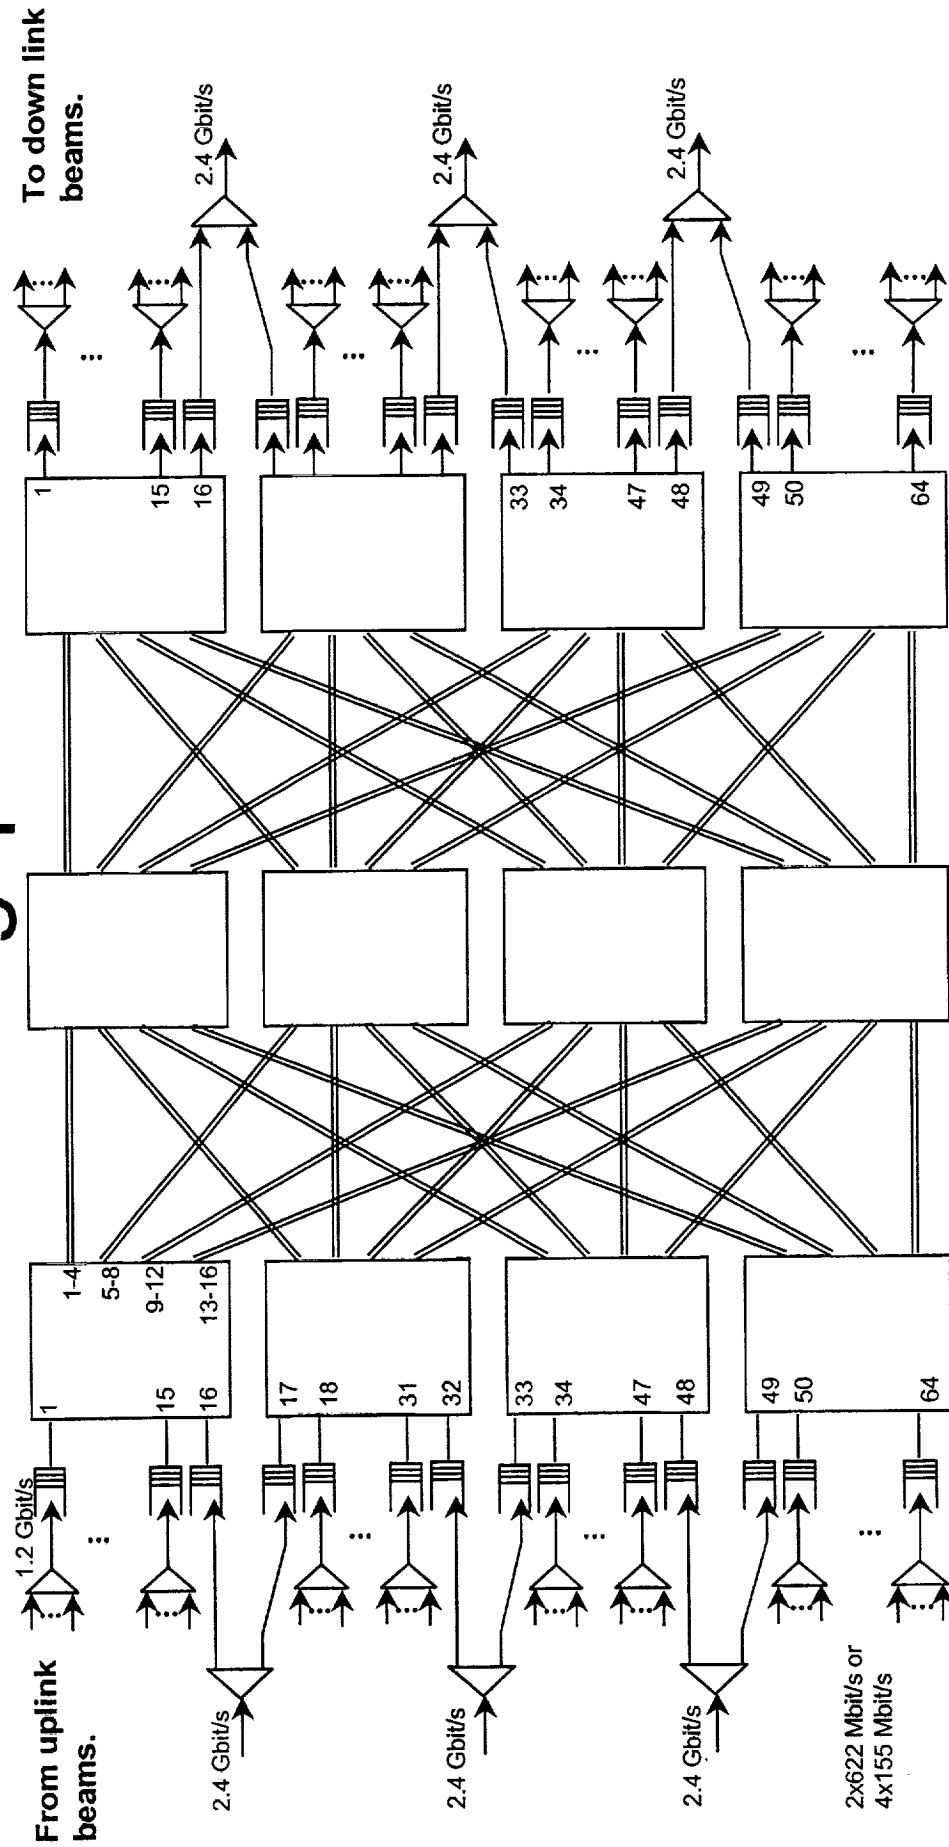 From uplink
beams.
To down link
beams.
1.2 Gbit/s
1
1-4
1
5-8
9-12
15
15
16
13-16
16
2.4 Gbit/s
2.4 Gbit/s
17
18
31
32
2.4 Gbit/s
2.4 Gbit/s
33
33
34
34
47
47
48
48
2.4 Gbit/s
2.4 Gbit/s
49
49
50
50
64
64
2x622 Mbit/s or
4x155 Mbit/s